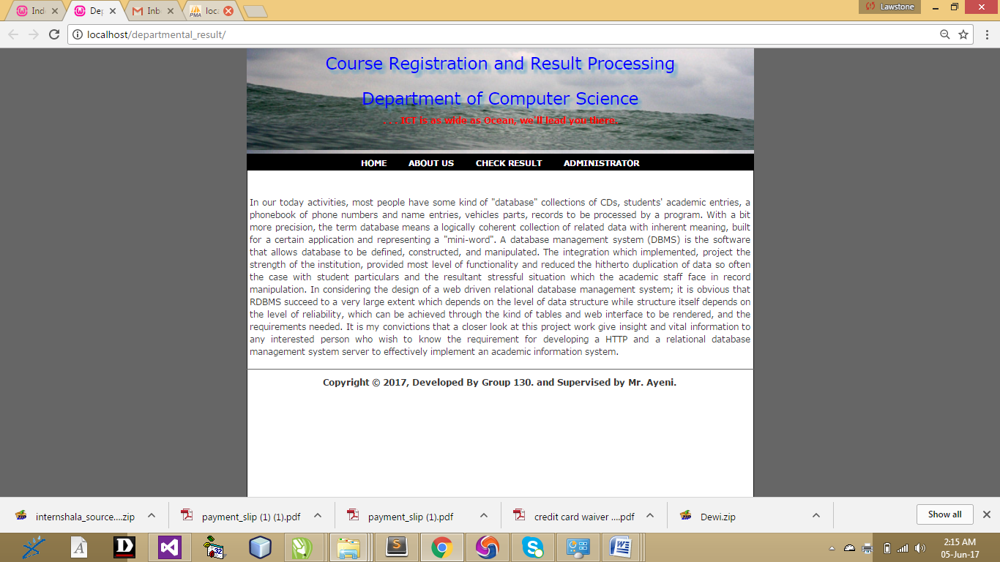 Ind
Dep
Inb
loca
Lawstone
localhost/departmental_result/
Course Registration and Result Processing
Department of Computer Science
.... ICT is as wide as Ocean, we'll lead you there.
HOME ABOUT US CHECK RESULT ADMINISTRATOR
In our today activities, most people have some kind of "database" collections of CDs, students' academic entries, a
phonebook of phone numbers and name entries, vehicles parts, records to be processed by a program. With a bit
more precision, the term database means a logically coherent collection of related data with inherent meaning, built
for a certain application and representing a "mini-word". A database management system (DBMS) is the software
that allows database to be defined, constructed, and manipulated. The integration which implemented, project the
strength of the institution, provided most level of functionality and reduced the hitherto duplication of data so often
the case with student particulars and the resultant stressful situation which the academic staff face in record
manipulation. In considering the design of a web driven relational database management system; it is obvious that
RDBMS succeed to a very large extent which depends on the level of data structure while structure itself depends on
the level of reliability, which can be achieved through the kind of tables and web interface to be rendered, and the
requirements needed. It is my convictions that a closer look at this project work give insight and vital information to
any interested person who wish to know the requirement for developing a HTTP and a relational database
management system server to effectively implement an academic information system.
Copyright © 2017, Developed By Group 130. and Supervised by Mr. Ayeni.
internshala_source....zip
payment_slip (1) (1).pdf
payment_slip (1).pdf
credit card waiver ....pdf
Dewi.zip
Show all
2:15 AM
05-Jun-17